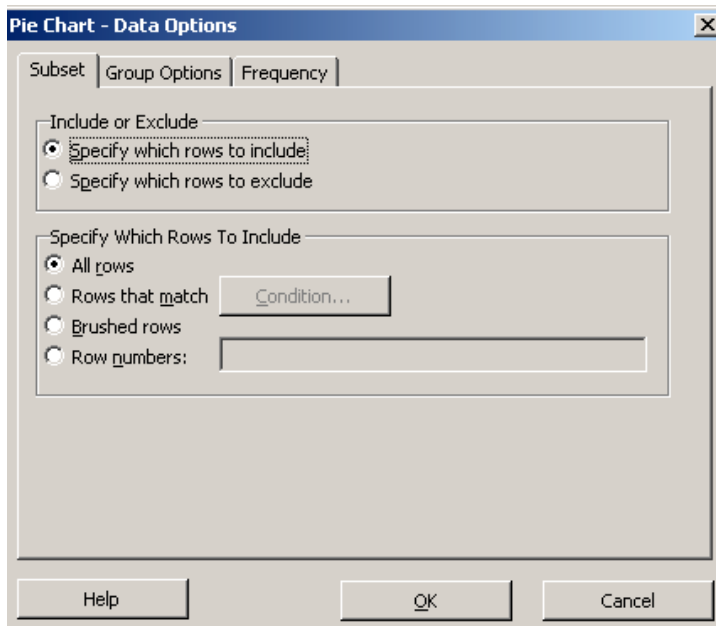 Pie Chart - Data Options
Subset Group Options Frequency
Include or Exclude
Specify which rows to include
Specify which rows to exclude
Specify Which Rows To Include
All rows
Rows that match Condition...
Brushed rows
Row numbers:
Help OK Cancel